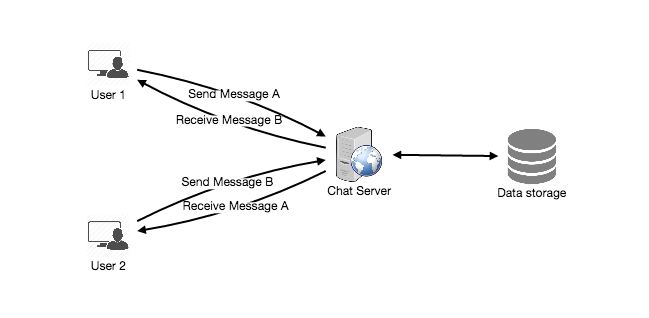 User 1
Send Message A
Receive Message B
Send Message B
Receive Message A
User 2
Chat Server
Data storage